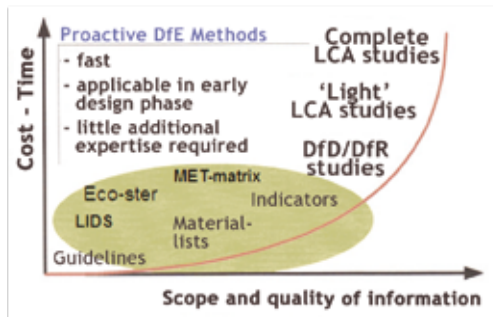 Proactive DfE Methods
- fast
- applicable in early
design phase
- little additional
expertise required
Complete
LCA studies
'Light'
LCA studies
DfD/DfR
studies
MET-matrix
Eco-ster
Indicators
LIDS
Material-
lists
Guidelines
Cost - Time
Scope and quality of information